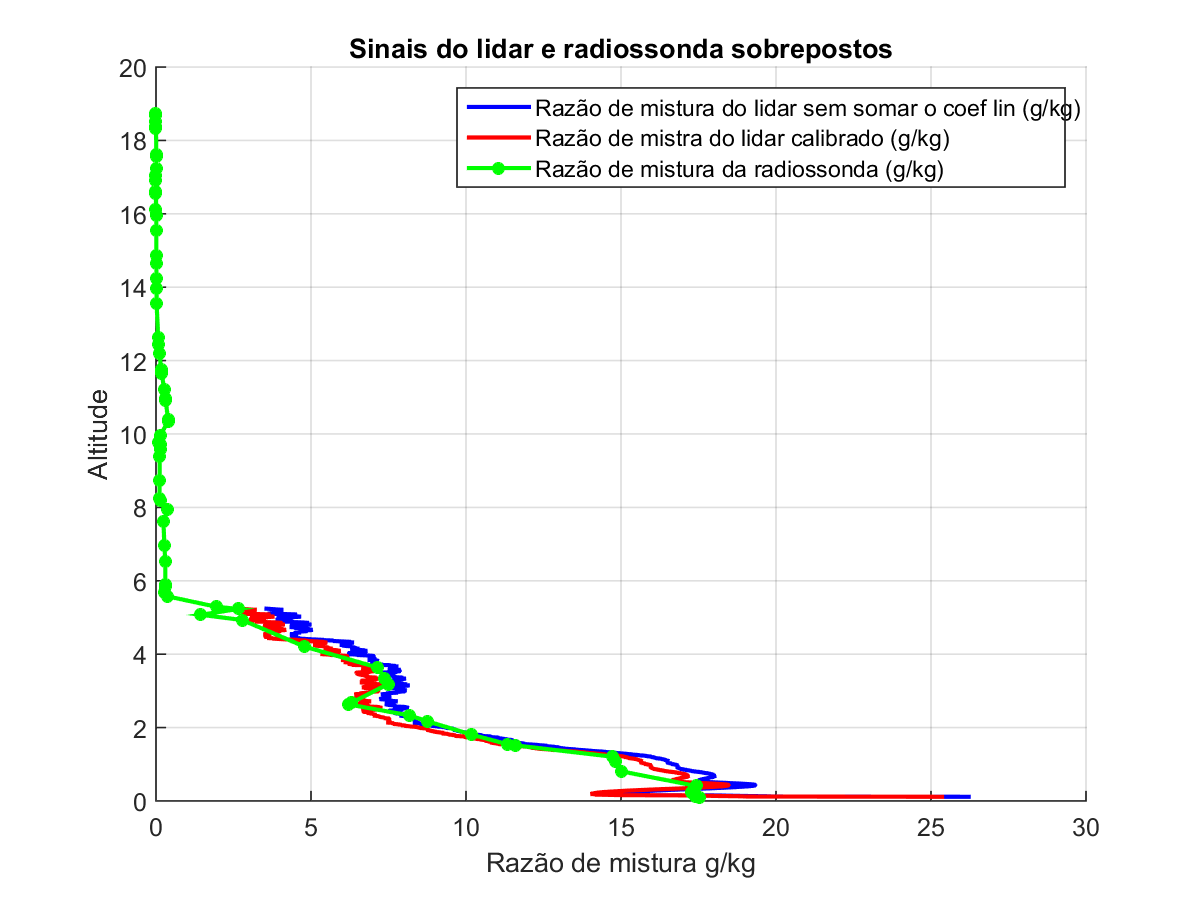 Sinais do lidar e radiossonda sobrepostos
20
Razão de mistura do lidar sem somar o coef lin (g/kg)
Razão de mistra do lidar calibrado (g/kg)
Razão de mistura da radiossonda (g/kg)
18
16
14
12
10
8
6
4
2
0
Altitude
0 5 10 15 20 25 30
Razão de mistura g/kg